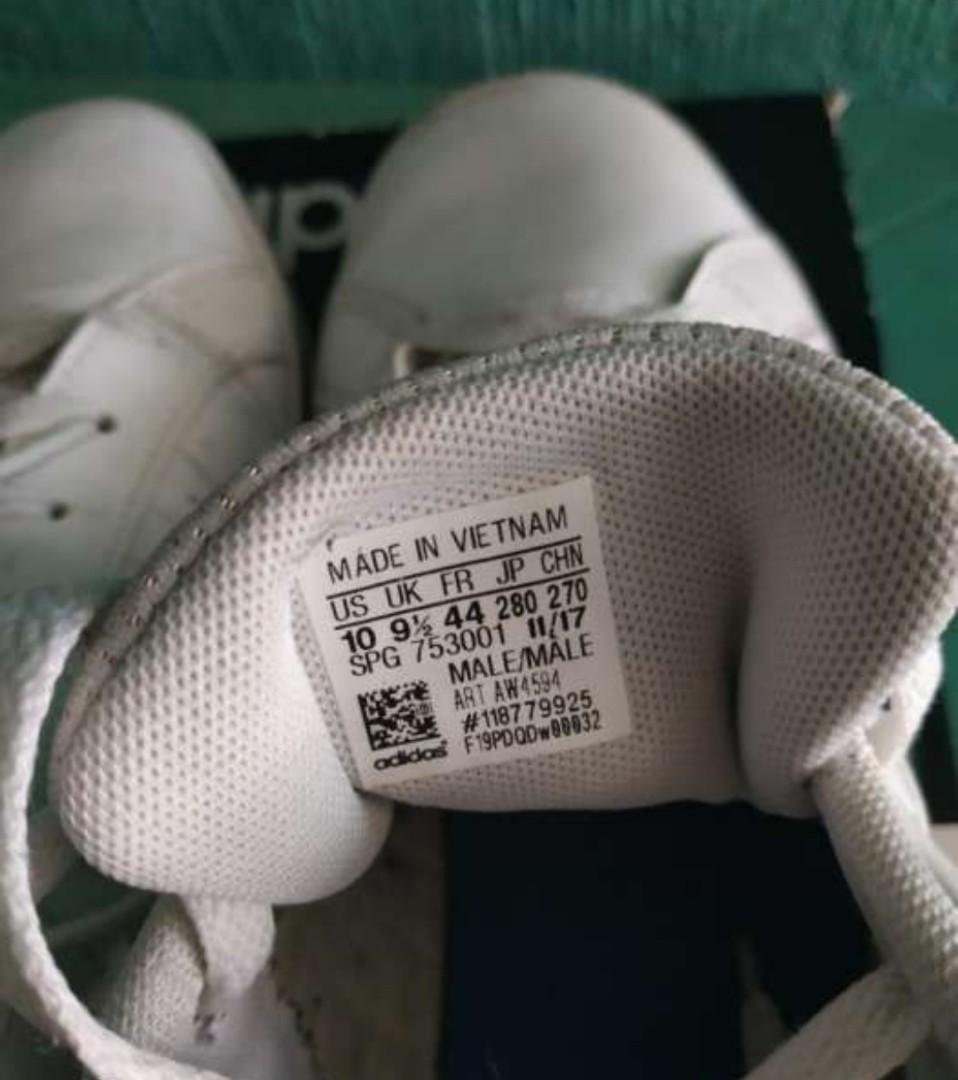 MADE IN VIETNAM
US UK FR JP CHN
10 9½ 44 280 270
SPG 753001 11/17
MALE/MALE
ART AW4594
#118779925
F19PDQDw00032
adidas